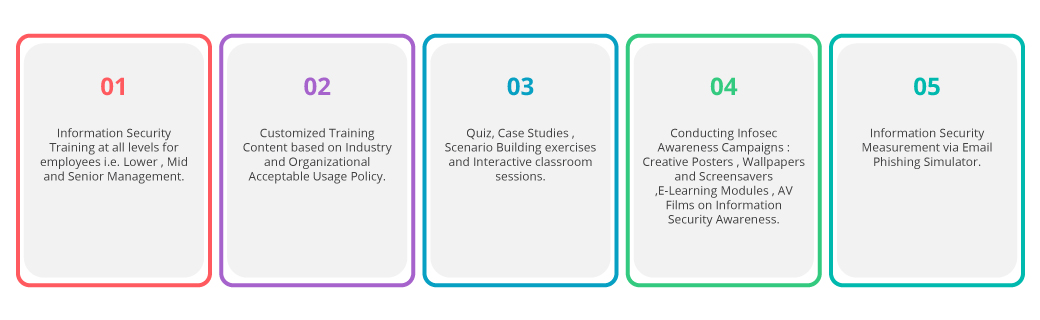 01
Information Security
Training at all levels for
employees i.e. Lower , Mid
and Senior Management.
02
Customized Training
Content based on Industry
and Organizational
Acceptable Usage Policy.
03
Quiz, Case Studies ,
Scenario Building exercises
and Interactive classroom
sessions.
04
Conducting Infosec
Awareness Campaigns :
Creative Posters , Wallpapers
and Screensavers
,E-Learning Modules , AV
Films on Information
Security Awareness.
05
Information Security
Measurement via Email
Phishing Simulator.